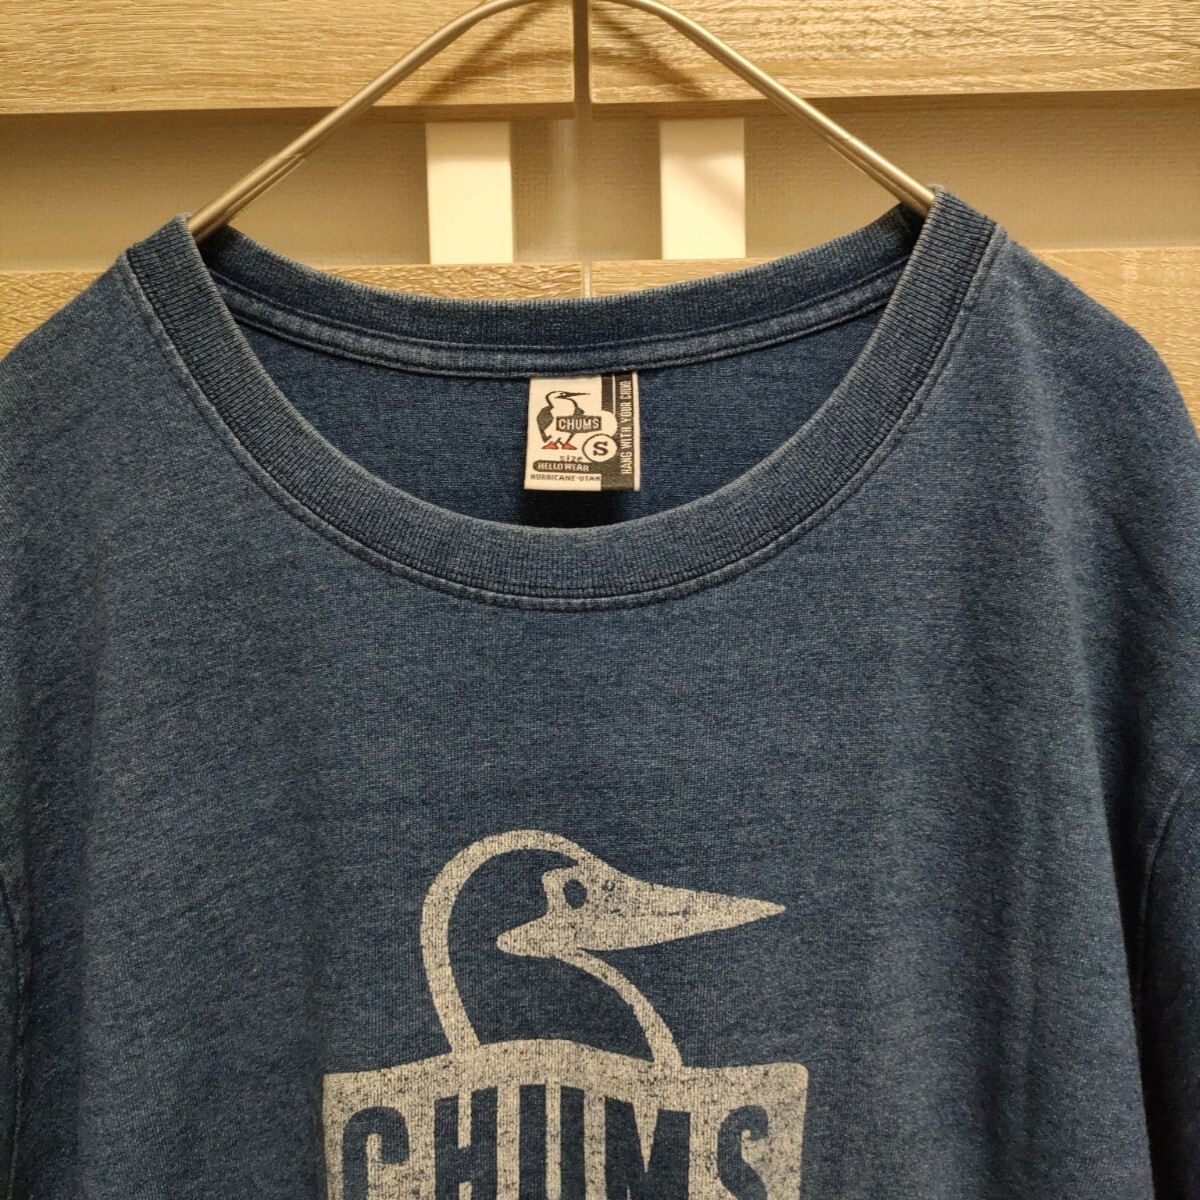 CHUMS
size S
HELLO WEAR
HURRICANE-UTAH
HANG WITH YOUR CHUMS
CHUMS